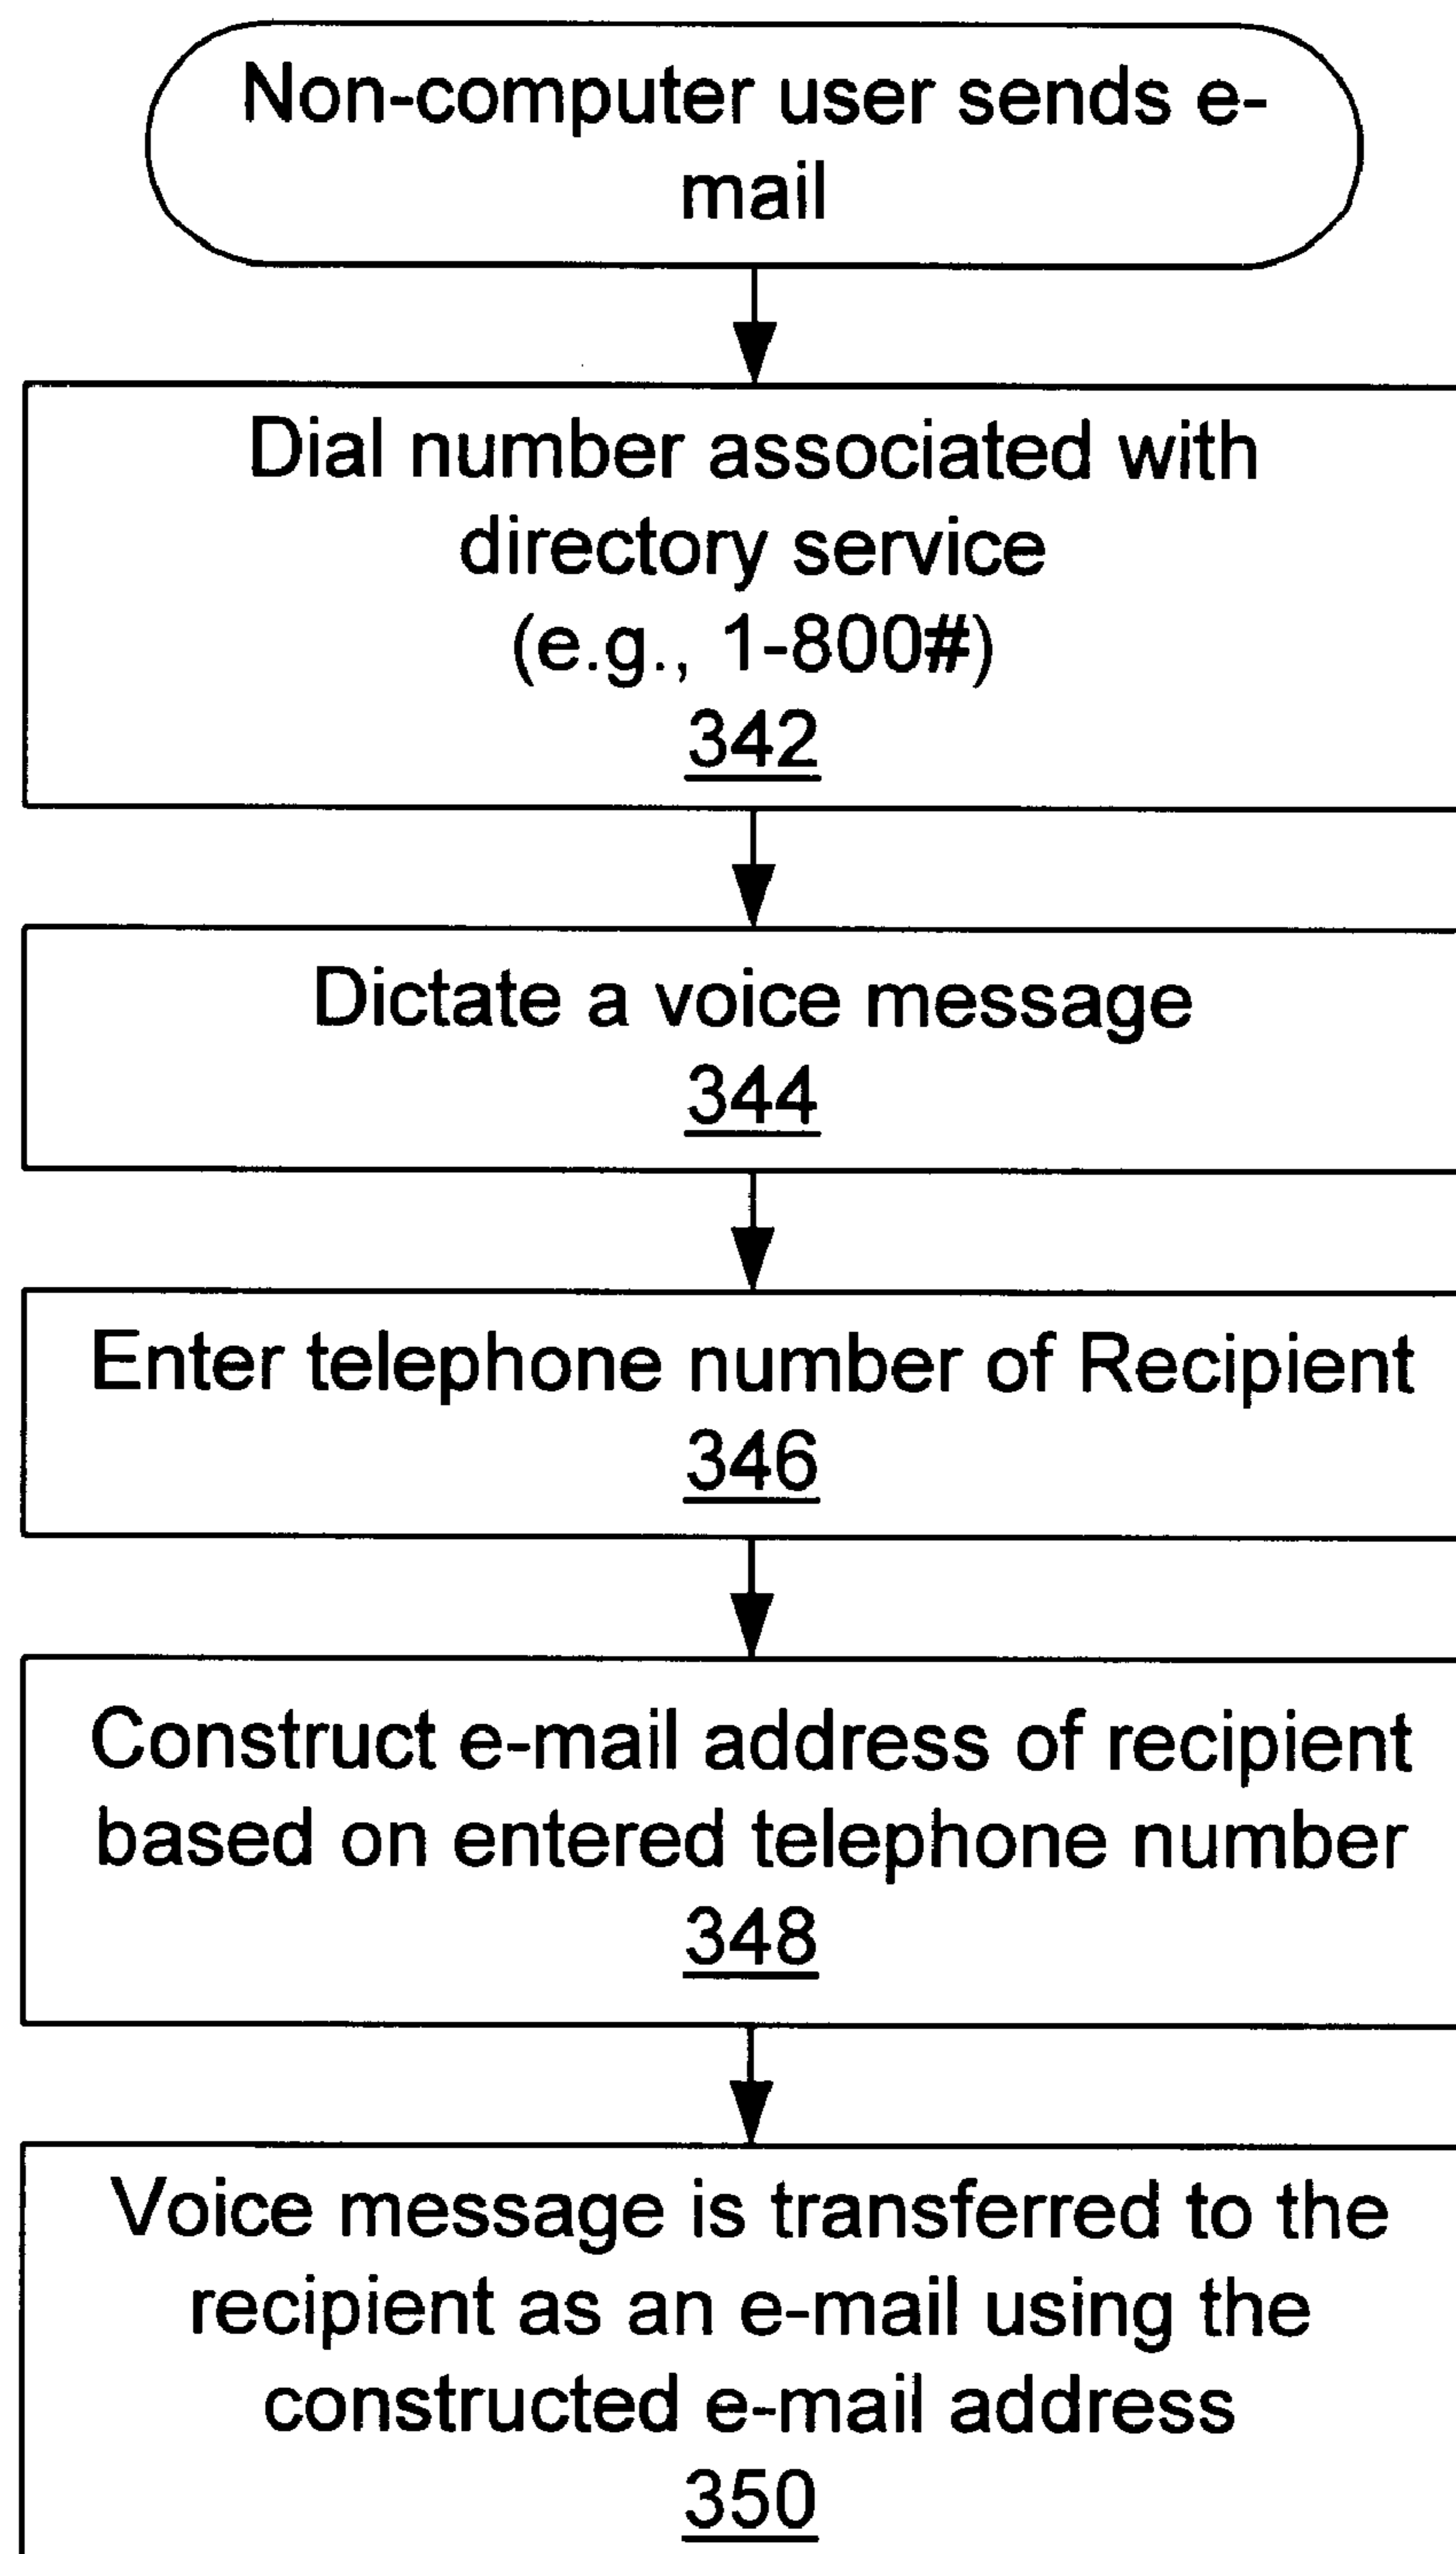 Non-computer user sends e-
mail
Dial number associated with
directory service
(e.g., 1-800#)
342
Dictate a voice message
344
Enter telephone number of Recipient
346
Construct e-mail address of recipient
based on entered telephone number
348
Voice message is transferred to the
recipient as an e-mail using the
constructed e-mail address
350